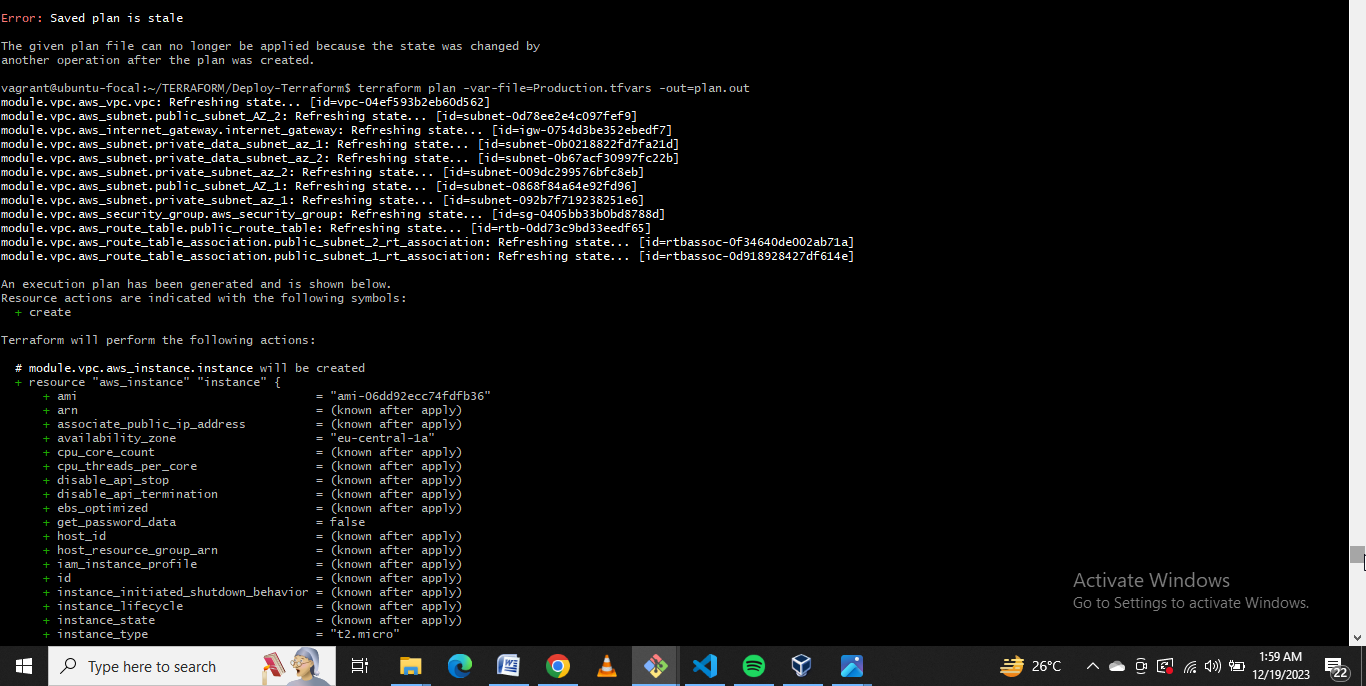 Error: Saved plan is stale
The given plan file can no longer be applied because the state was changed by
another operation after the plan was created.
vagrant@ubuntu-focal:~/TERRAFORM/Deploy-Terraform$ terraform plan -var-file=Production.tfvars -out=plan.out
module.vpc.aws_vpc.vpc: Refreshing state... [id=vpc-04ef593b2eb60d562]
module.vpc.aws_subnet.public_subnet_AZ_2: Refreshing state... [id=subnet-0d78ee2e4c097fef9]
module.vpc.aws_internet_gateway.internet_gateway: Refreshing state... [id=igw-0754d3be352ebedf7]
module.vpc.aws_subnet.private_data_subnet_az_1: Refreshing state... [id=subnet-0b0218822fd7fa21d]
module.vpc.aws_subnet.private_data_subnet_az_2: Refreshing state... [id=subnet-0b67acf30997fc22b]
module.vpc.aws_subnet.private_subnet_az_2: Refreshing state... [id=subnet-009dc299576bfc8eb]
module.vpc.aws_subnet.public_subnet_AZ_1: Refreshing state... [id=subnet-0868f84a64e92fd96]
module.vpc.aws_subnet.private_subnet_az_1: Refreshing state... [id=subnet-092b7f719238251e6]
module.vpc.aws_security_group.aws_security_group: Refreshing state... [id=sg-0405bb33b0bd8788d]
module.vpc.aws_route_table.public_route_table: Refreshing state... [id=rtb-0dd73c9bd33eedf65]
module.vpc.aws_route_table_association.public_subnet_2_rt_association: Refreshing state... [id=rtbassoc-0f34640de002ab71a]
module.vpc.aws_route_table_association.public_subnet_1_rt_association: Refreshing state... [id=rtbassoc-0d918928427df614e]
An execution plan has been generated and is shown below.
Resource actions are indicated with the following symbols:
+ create
Terraform will perform the following actions:
# module.vpc.aws_instance.instance will be created
+ resource "aws_instance" "instance" {
+ ami = "ami-06dd92ecc74fdfb36"
+ arn = (known after apply)
+ associate_public_ip_address = (known after apply)
+ availability_zone = "eu-central-1a"
+ cpu_core_count = (known after apply)
+ cpu_threads_per_core = (known after apply)
+ disable_api_stop = (known after apply)
+ disable_api_termination = (known after apply)
+ ebs_optimized = (known after apply)
+ get_password_data = false
+ host_id = (known after apply)
+ host_resource_group_arn = (known after apply)
+ iam_instance_profile = (known after apply)
+ id = (known after apply)
+ instance_initiated_shutdown_behavior = (known after apply)
+ instance_lifecycle = (known after apply)
+ instance_state = (known after apply)
+ instance_type = "t2.micro"
Activate Windows
Go to Settings to activate Windows.
Type here to search
26°C
1:59 AM
12/19/2023
22